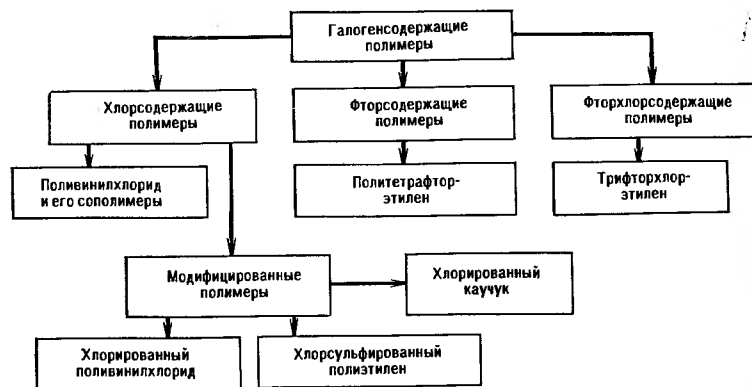 Галогенсодержащие
полимеры
Хлорсодержащие
полимеры
Фторсодержащие
полимеры
Фторхлорсодержащие
полимеры
Поливинилхлорид
и его сополимеры
Политетрафтор-
этилен
Трифторхлор-
этилен
Модифицированные
полимеры
Хлорированный
каучук
Хлорированный
поливинилхлорид
Хлорсульфированный
полиэтилен